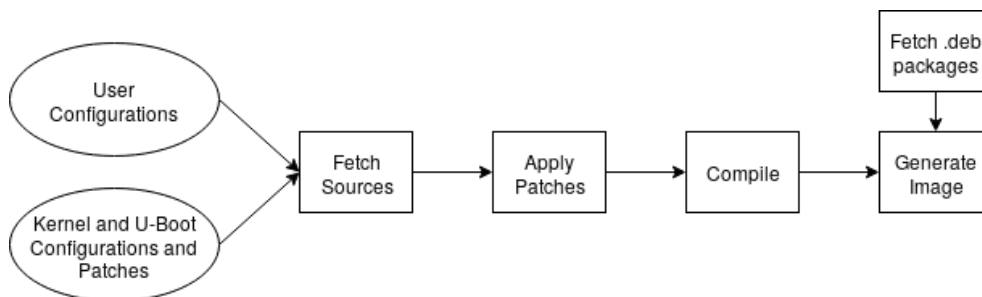 User
Configurations
Kernel and U-Boot
Configurations and
Patches
Fetch
Sources
Apply
Patches
Compile
Fetch .deb
packages
Generate
Image